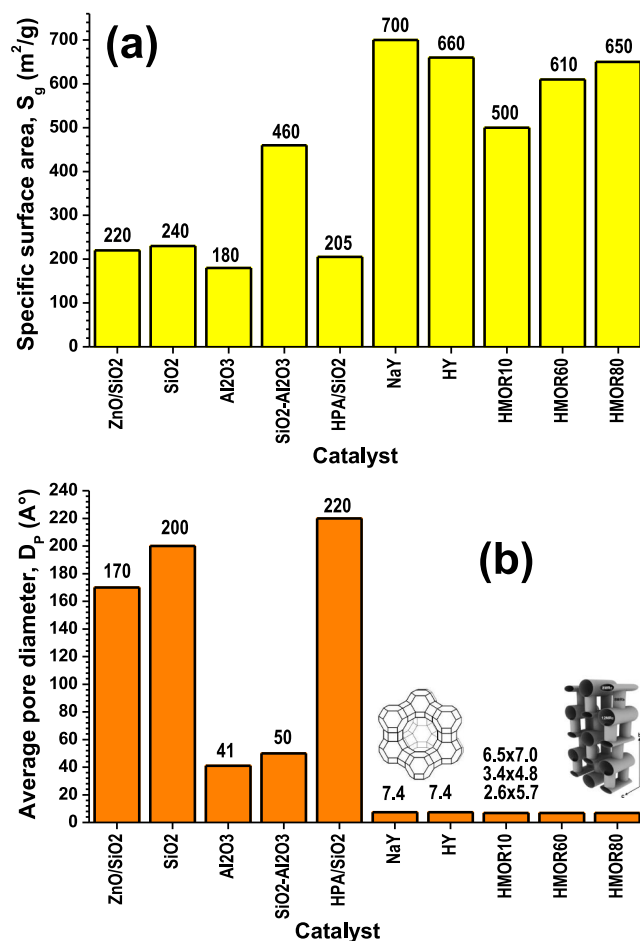 (a)
Specific surface area, Sg (m²/g)
700
600
500
400
300
200
100
0
220
240
180
460
205
700
660
500
610
650
ZnO/SiO2
SiO2
Al2O3
SiO2-Al2O3
HPA/SiO2
NaY
HY
HMOR10
HMOR60
HMOR80
Catalyst
(b)
Average pore diameter, DP (A°)
240
220
200
180
160
140
120
100
80
60
40
20
0
170
200
41
50
220
7.4
7.4
6.5x7.0
3.4x4.8
2.6x5.7
ZnO/SiO2
SiO2
Al2O3
SiO2-Al2O3
HPA/SiO2
NaY
HY
HMOR10
HMOR60
HMOR80
Catalyst